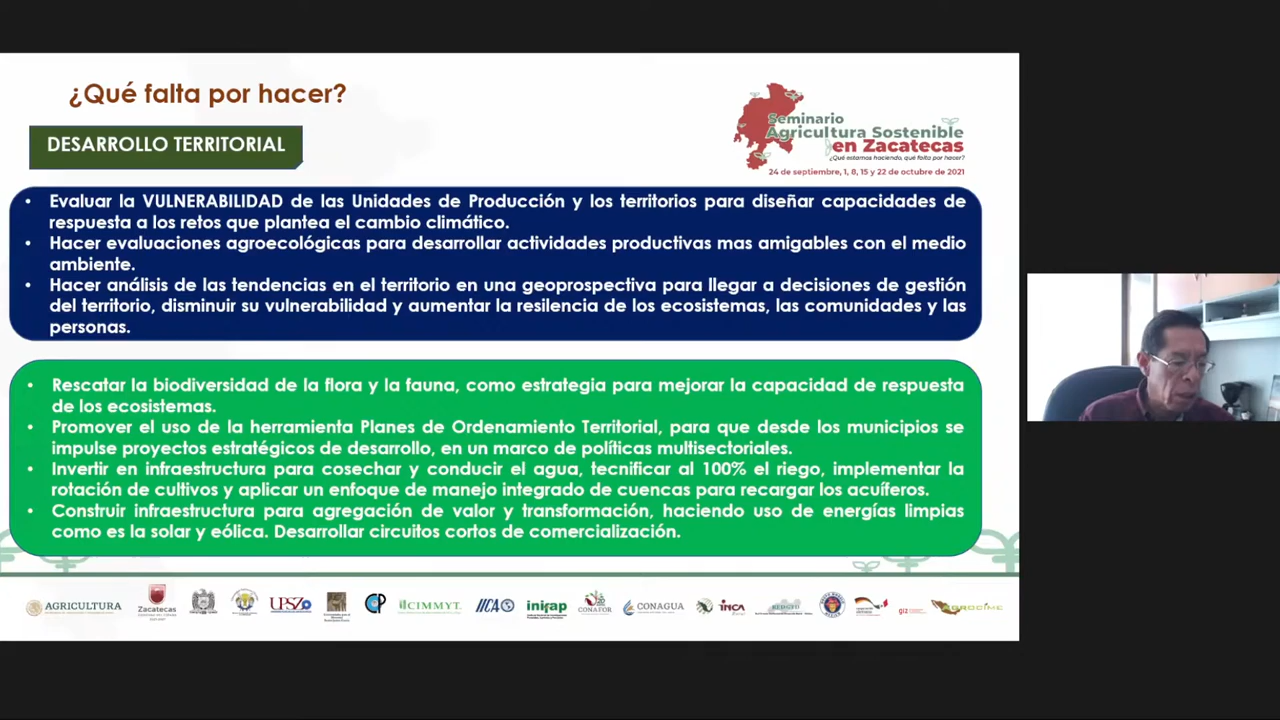 ¿Qué falta por hacer?
DESARROLLO TERRITORIAL
Seminario
Agricultura Sostenible
en Zacatecas
¿Qué estamos haciendo, qué falta por hacer?
24 de septiembre, 1, 8, 15 y 22 de octubre de 2021
• Evaluar la VULNERABILIDAD de las Unidades de Producción y los territorios para diseñar capacidades de
respuesta a los retos que plantea el cambio climático.
• Hacer evaluaciones agroecológicas para desarrollar actividades productivas mas amigables con el medio
ambiente.
• Hacer análisis de las tendencias en el territorio en una geoprospectiva para llegar a decisiones de gestión
del territorio, disminuir su vulnerabilidad y aumentar la resilencia de los ecosistemas, las comunidades y las
personas.
• Rescatar la biodiversidad de la flora y la fauna, como estrategia para mejorar la capacidad de respuesta
de los ecosistemas.
• Promover el uso de la herramienta Planes de Ordenamiento Territorial, para que desde los municipios se
impulse proyectos estratégicos de desarrollo, en un marco de políticas multisectoriales.
• Invertir en infraestructura para cosechar y conducir el agua, tecnificar al 100% el riego, implementar la
rotación de cultivos y aplicar un enfoque de manejo integrado de cuencas para recargar los acuíferos.
• Construir infraestructura para agregación de valor y transformación, haciendo uso de energías limpias
como es la solar y eólica. Desarrollar circuitos cortos de comercialización.
AGRICULTURA
Zacatecas
UPSZ
CP
CIMMYT.
IICA
inifap
CONAFOR
CONAGUA
INCA
giz
AGROCIME